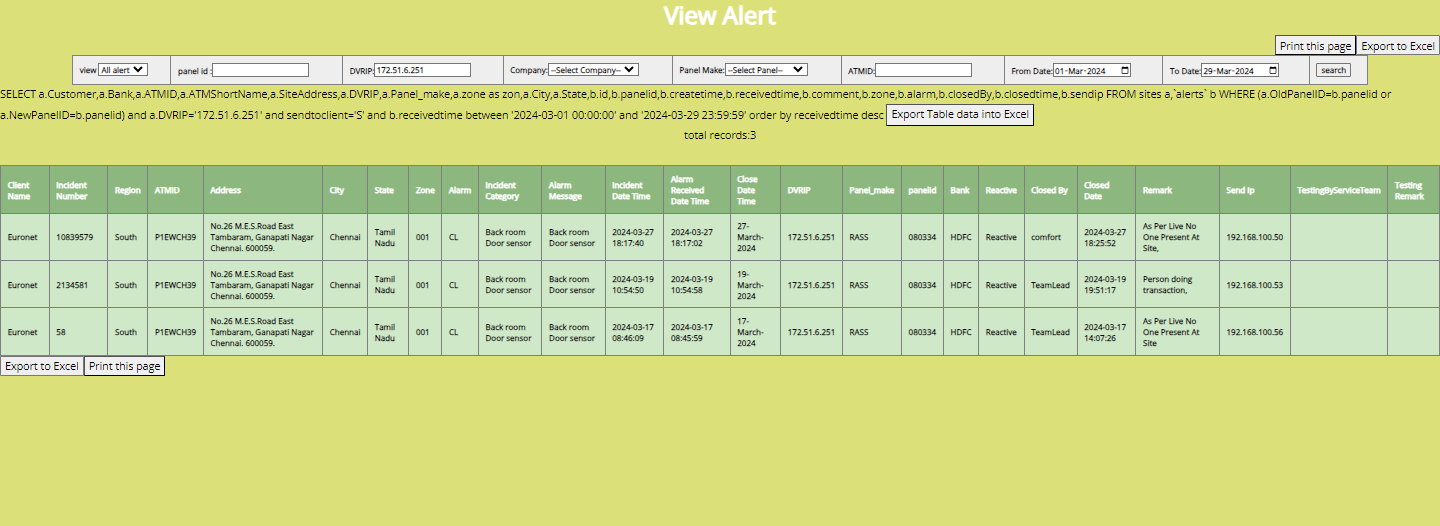 View Alert
Print this page Export to Excel
view All alert panel id : DVRIP: 172.51.6.251 Company: --Select Company-- Panel Make: --Select Panel-- ATMID: From Date: 01-Mar-2024 To Date: 29-Mar-2024 search
SELECT a.Customer,a.Bank,a.ATMID,a.ATMShortName,a.SiteAddress,a.DVRIP,a.Panel_make,a.zone as zon,a.City,a.State,b.id,b.panelid,b.createtime,b.receivedtime,b.comment,b.zone,b.alarm,b.closedBy,b.closedtime,b.sendip FROM sites a,`alerts` b WHERE (a.OldPanelID=b.panelid or
a.NewPanelID=b.panelid) and a.DVRIP='172.51.6.251' and sendtoclient='S' and b.receivedtime between '2024-03-01 00:00:00' and '2024-03-29 23:59:59' order by receivedtime desc Export Table data into Excel
total records:3
Client Name Incident Number Region ATMID Address City State Zone Alarm Incident Category Alarm Message Incident Date Time Alarm Received Date Time Close Date Time DVRIP Panel_make panelid Bank Reactive Closed By Closed Date Remark Send Ip TestingByServiceTeam Testing Remark
Euronet 10839579 South P1EWCH39 No.26 M.E.S.Road East Tambaram, Ganapati Nagar Chennai. 600059. Chennai Tamil Nadu 001 CL Back room Door sensor Back room Door sensor 2024-03-27 18:17:40 2024-03-27 18:17:02 27-March-2024 172.51.6.251 RASS 080334 HDFC Reactive comfort 2024-03-27 18:25:52 As Per Live No One Present At Site, 192.168.100.50
Euronet 2134581 South P1EWCH39 No.26 M.E.S.Road East Tambaram, Ganapati Nagar Chennai. 600059. Chennai Tamil Nadu 001 CL Back room Door sensor Back room Door sensor 2024-03-19 10:54:50 2024-03-19 10:54:58 19-March-2024 172.51.6.251 RASS 080334 HDFC Reactive TeamLead 2024-03-19 19:51:17 Person doing transaction, 192.168.100.53
Euronet 58 South P1EWCH39 No.26 M.E.S.Road East Tambaram, Ganapati Nagar Chennai. 600059. Chennai Tamil Nadu 001 CL Back room Door sensor Back room Door sensor 2024-03-17 08:46:09 2024-03-17 08:45:59 17-March-2024 172.51.6.251 RASS 080334 HDFC Reactive TeamLead 2024-03-17 14:07:26 As Per Live No One Present At Site 192.168.100.56
Export to Excel Print this page